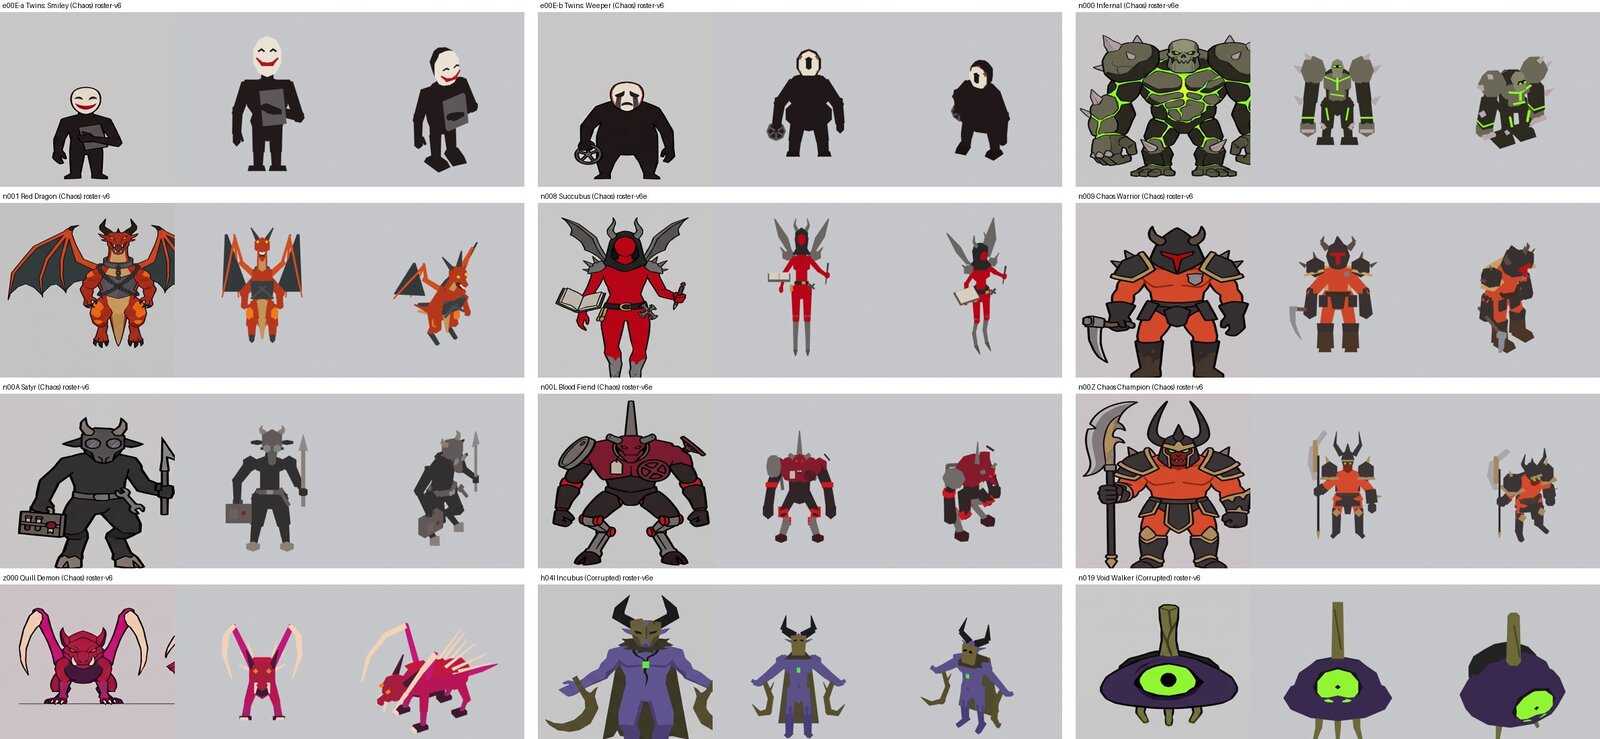 e00E-a Twins: Smiley (Chaos) roster-v6
e00E-b Twins: Weeper (Chaos) roster-v6
n000 Infernal (Chaos) roster-v6e
n001 Red Dragon (Chaos) roster-v6
n008 Succubus (Chaos) roster-v6e
n009 Chaos Warrior (Chaos) roster-v6
n00A Satyr (Chaos) roster-v6
n00L Blood Fiend (Chaos) roster-v6e
n00Z Chaos Champion (Chaos) roster-v6
z000 Quill Demon (Chaos) roster-v6
h04I Incubus (Corrupted) roster-v6e
n019 Void Walker (Corrupted) roster-v6